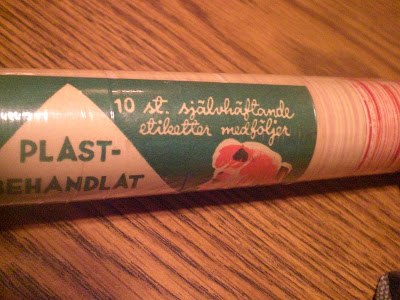 10 st. självhäftande
etiketter medföljer
PLAST-
BEHANDLAT